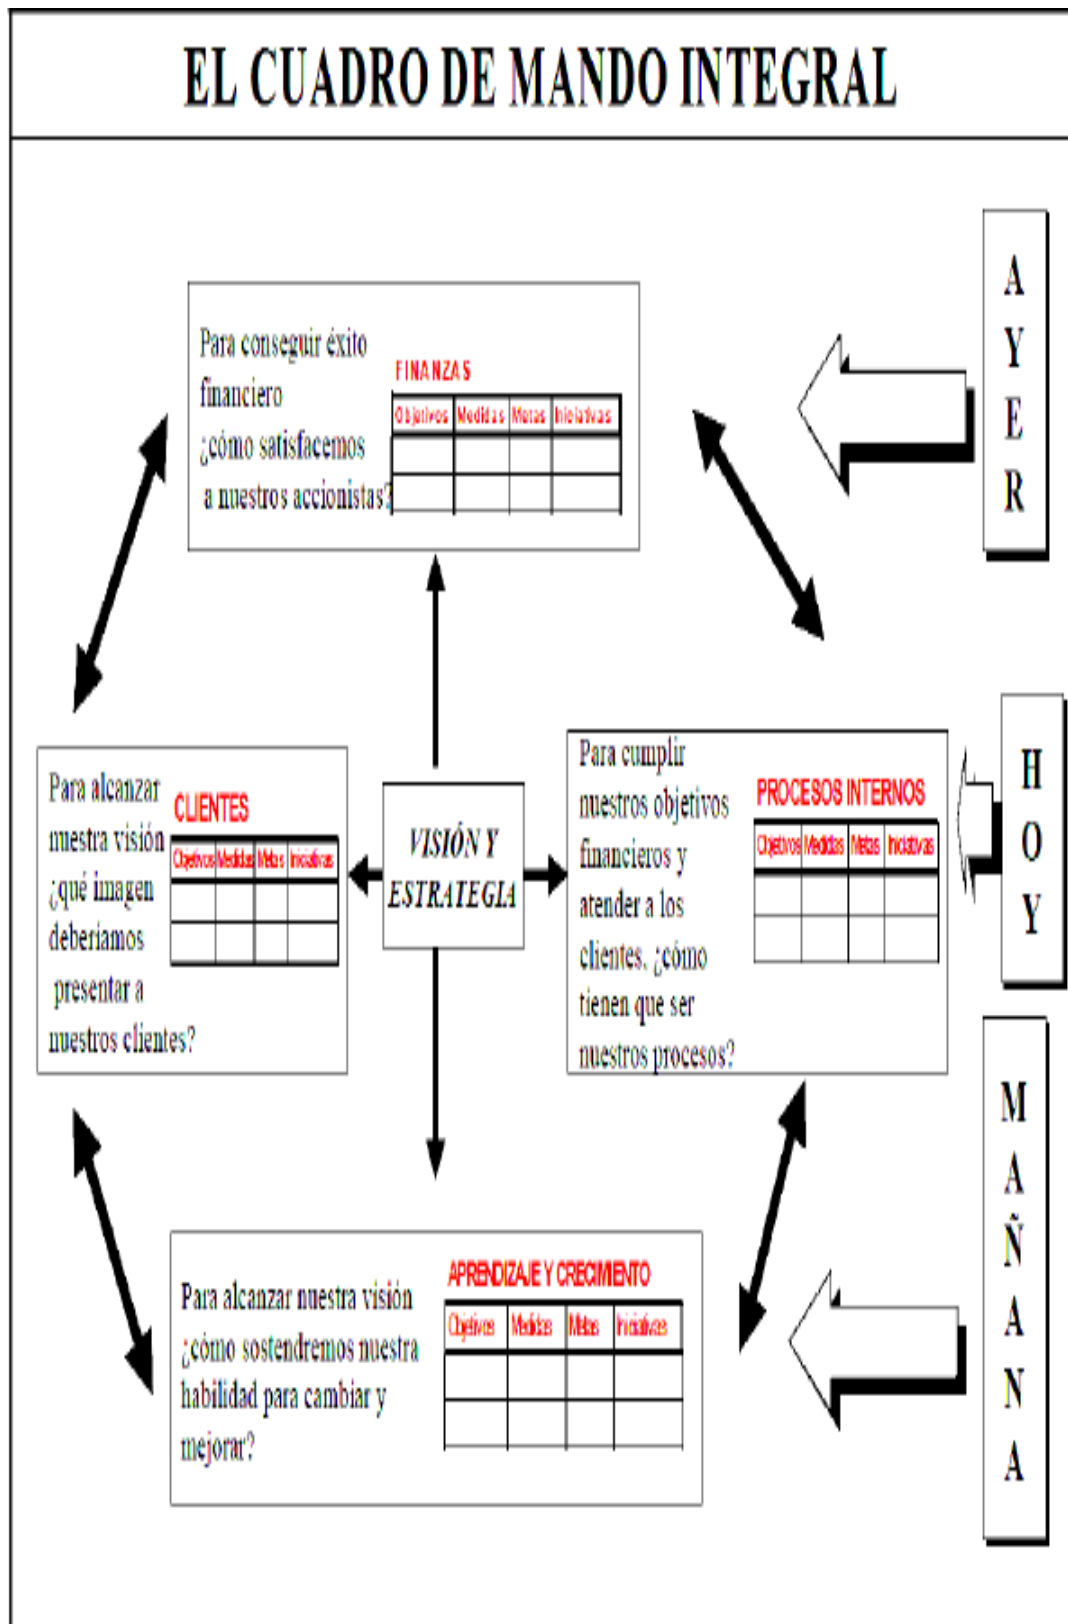 EL CUADRO DE MANDO INTEGRAL
AYER
Para conseguir éxito
financiero
¿cómo satisfacemos
a nuestros accionistas?
FINANZAS
Objetivos Medidas Metas Iniciativas
Para alcanzar
nuestra visión
¿qué imagen
deberíamos
presentar a
nuestros clientes?
CLIENTES
Objetivos Medidas Metas Iniciativas
VISIÓN Y
ESTRATEGIA
Para cumplir
nuestros objetivos
financieros y
atender a los
clientes, ¿cómo
tienen que ser
nuestros procesos?
PROCESOS INTERNOS
Objetivos Medidas Metas Iniciativas
HOY
Para alcanzar nuestra visión
¿cómo sostendremos nuestra
habilidad para cambiar y
mejorar?
APRENDIZAJE Y CRECIMIENTO
Objetivos Medidas Metas Iniciativas
MAÑANA